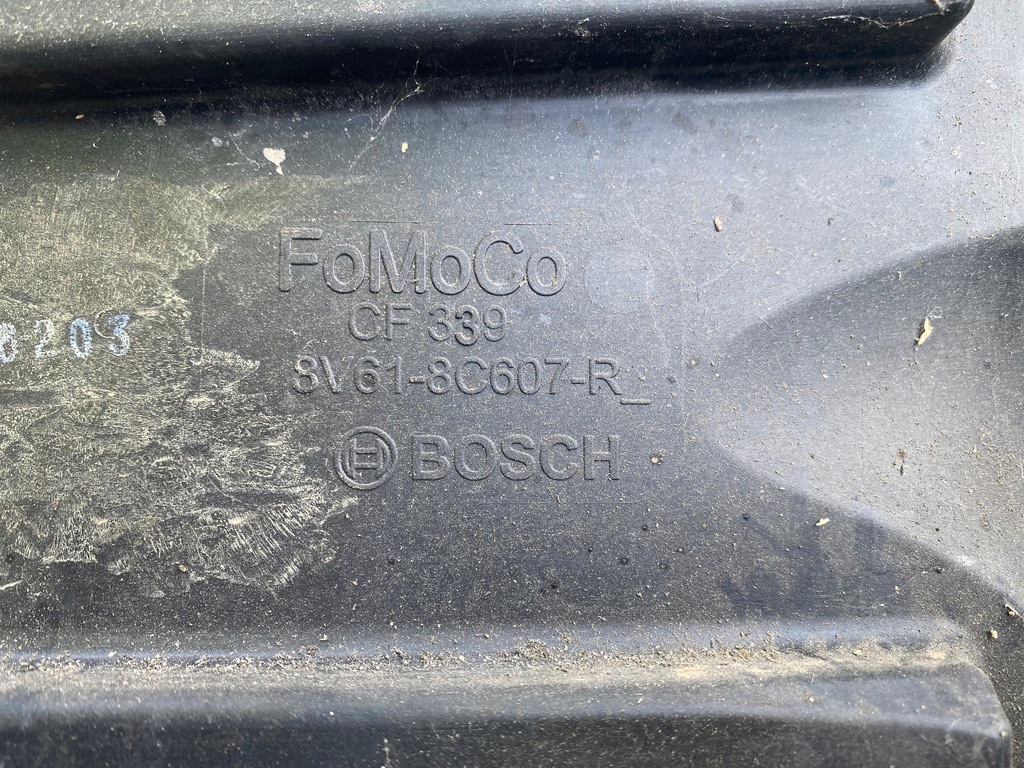 FoMoCo
CF 339
8V61-8C607-R_
BOSCH
0203